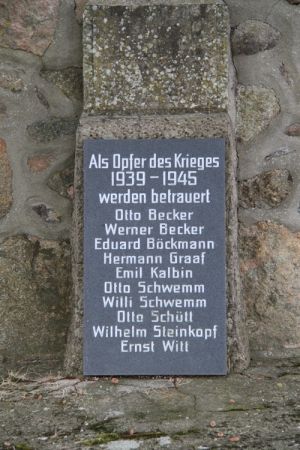 Als Opfer des Krieges
1939 - 1945
werden betrauert
Otto Becker
Werner Becker
Eduard Böckmann
Hermann Graaf
Emil Kalbin
Otto Schwemm
Willi Schwemm
Otto Schütt
Wilhelm Steinkopf
Ernst Witt